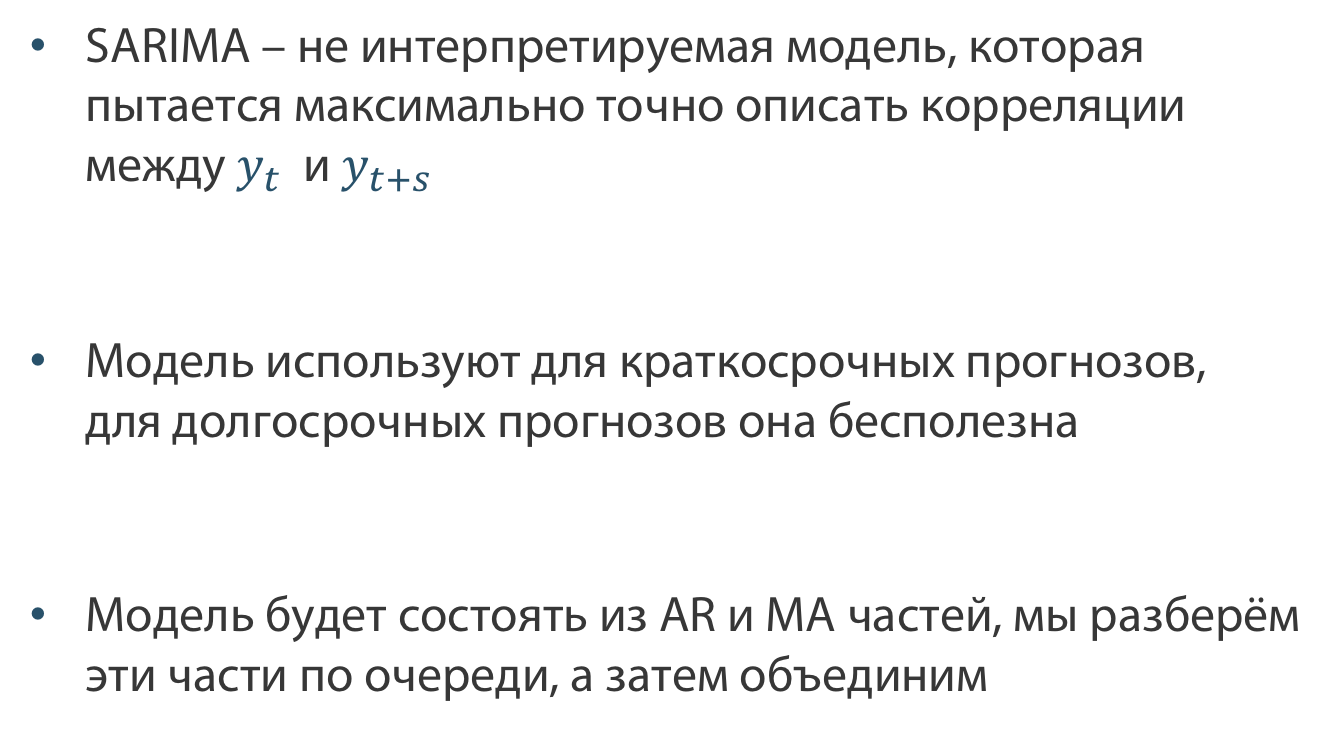 • SARIMA – не интерпретируемая модель, которая
пытается максимально точно описать корреляции
между yₜ и yₜ₊ₛ
• Модель используют для краткосрочных прогнозов,
для долгосрочных прогнозов она бесполезна
• Модель будет состоять из AR и MA частей, мы разберём
эти части по очереди, а затем объединим